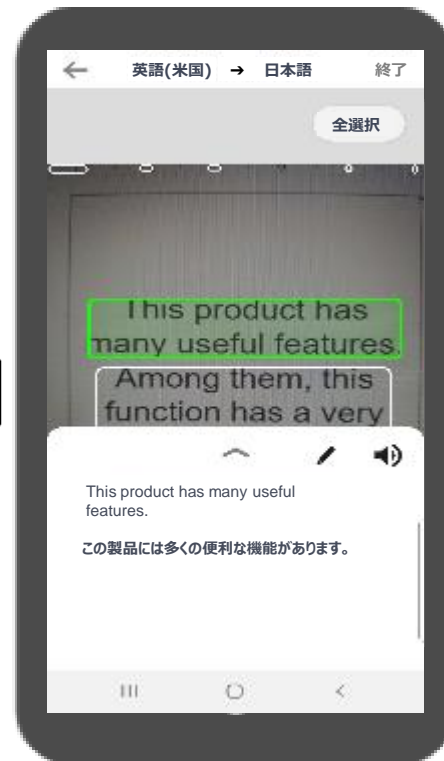 英語(米国) → 日本語 終了
全選択
This product has
many useful features.
Among them, this
function has a very
This product has many useful
features.
この製品には多くの便利な機能があります。